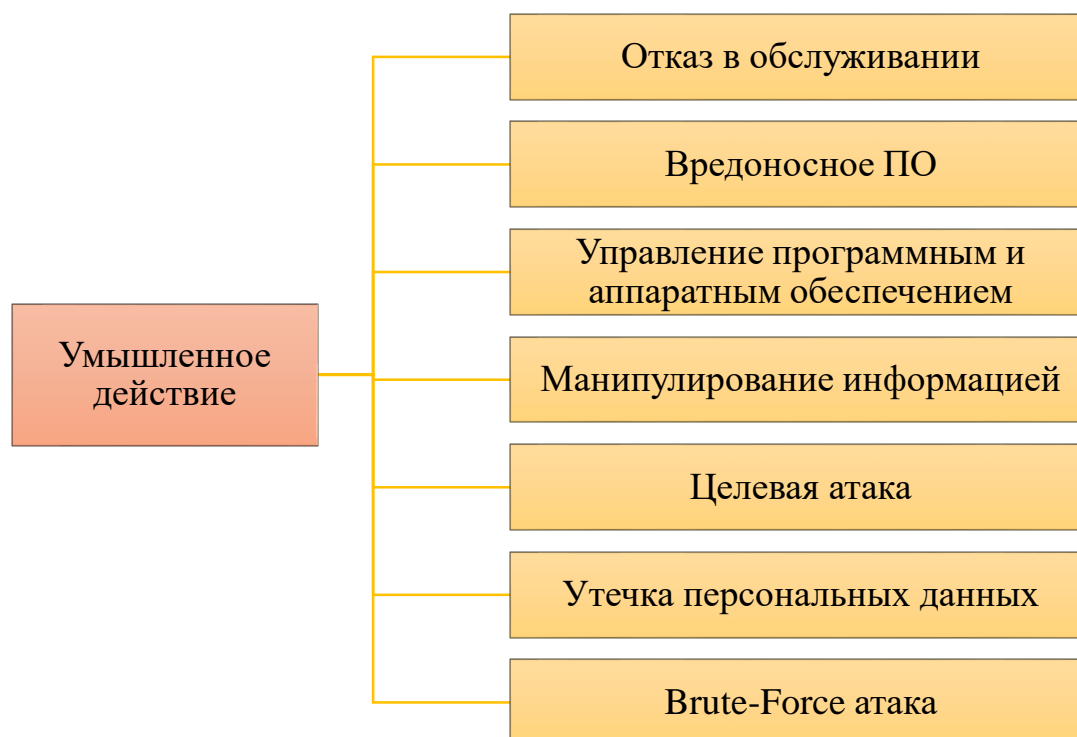 Отказ в обслуживании
Вредоносное ПО
Управление программным и
аппаратным обеспечением
Умышленное
действие
Манипулирование информацией
Целевая атака
Утечка персональных данных
Brute-Force атака